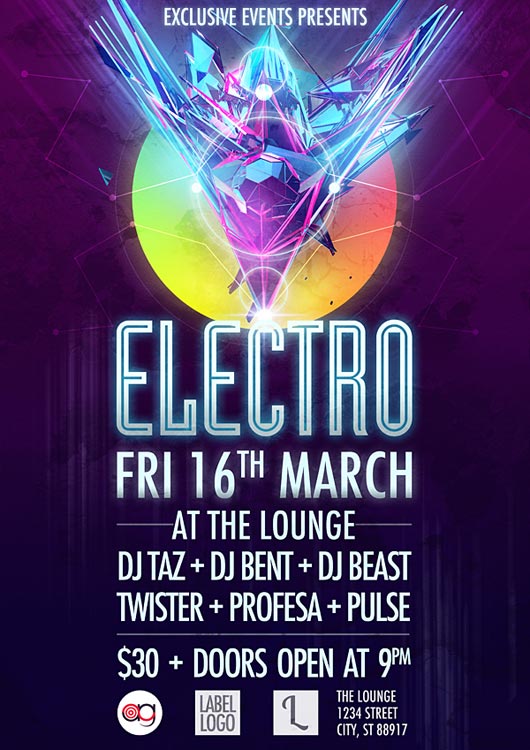 EXCLUSIVE EVENTS PRESENTS
ELECTRO
FRI 16TH MARCH
AT THE LOUNGE
DJ TAZ + DJ BENT + DJ BEAST
TWISTER + PROFESA + PULSE
$30 + DOORS OPEN AT 9PM
ag
LABEL
LOGO
L
THE LOUNGE
1234 STREET
CITY, ST 88917